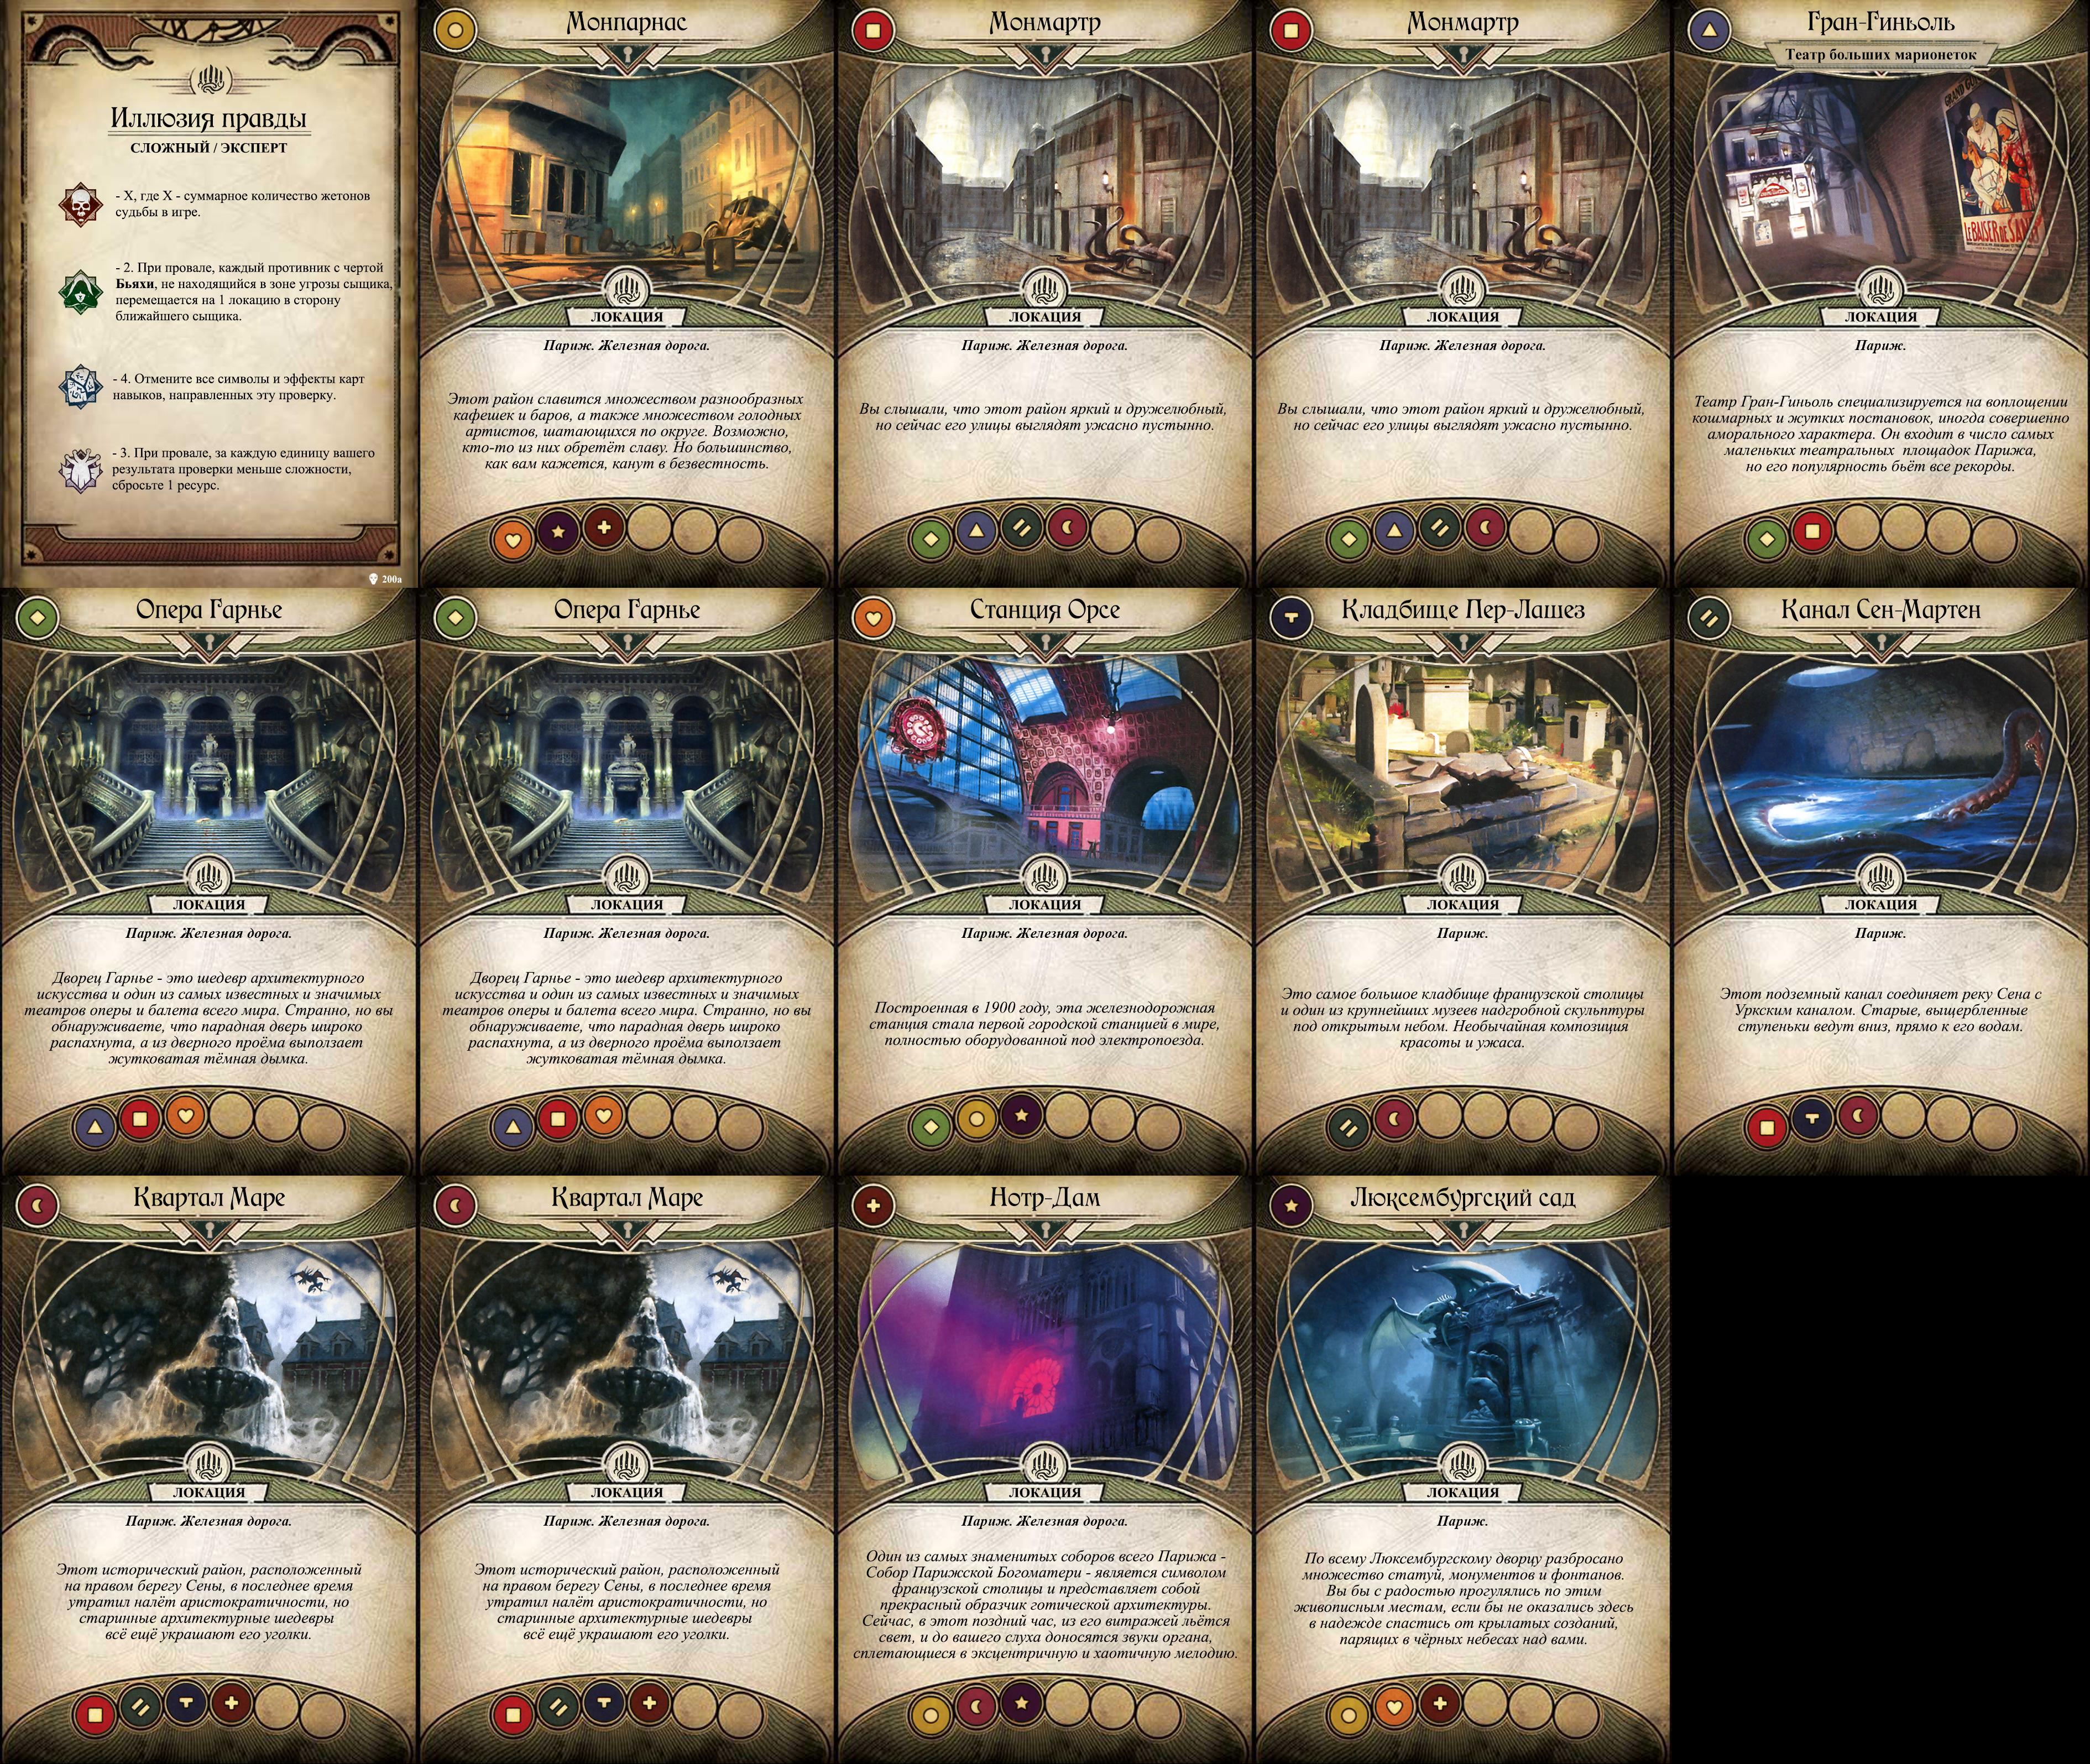 Иллюзия правды
СЛОЖНЫЙ / ЭКСПЕРТ
- X, где X - суммарное количество жетонов
судьбы в игре.
- 2. При провале, каждый противник с чертой
Бьяхи, не находящийся в зоне угрозы сыщика,
перемещается на 1 локацию в сторону
ближайшего сыщика.
- 4. Отмените все символы и эффекты карт
навыков, направленных эту проверку.
- 3. При провале, за каждую единицу вашего
результата проверки меньше сложности,
сбросьте 1 ресурс.
200a
Монпарнас
ЛОКАЦИЯ
Париж. Железная дорога.
Этот район славится множеством разнообразных
кафешек и баров, а также множеством голодных
артистов, шатающихся по округе. Возможно,
кто-то из них обретёт славу. Но большинство,
как вам кажется, канут в безвестность.
Монмартр
ЛОКАЦИЯ
Париж. Железная дорога.
Вы слышали, что этот район яркий и дружелюбный,
но сейчас его улицы выглядят ужасно пустынно.
Монмартр
ЛОКАЦИЯ
Париж. Железная дорога.
Вы слышали, что этот район яркий и дружелюбный,
но сейчас его улицы выглядят ужасно пустынно.
Гран-Гиньоль
Театр больших марионеток
LE BAISER DE SANG
ЛОКАЦИЯ
Париж.
Театр Гран-Гиньоль специализируется на воплощении
кошмарных и жутких постановок, иногда совершенно
аморального характера. Он входит в число самых
маленьких театральных площадок Парижа,
но его популярность бьёт все рекорды.
Опера Гарнье
ЛОКАЦИЯ
Париж. Железная дорога.
Дворец Гарнье - это шедевр архитектурного
искусства и один из самых известных и значимых
театров оперы и балета всего мира. Странно, но вы
обнаруживаете, что парадная дверь широко
распахнута, а из дверного проёма выползает
жутковатая тёмная дымка.
Опера Гарнье
ЛОКАЦИЯ
Париж. Железная дорога.
Дворец Гарнье - это шедевр архитектурного
искусства и один из самых известных и значимых
театров оперы и балета всего мира. Странно, но вы
обнаруживаете, что парадная дверь широко
распахнута, а из дверного проёма выползает
жутковатая тёмная дымка.
Станция Орсе
ЛОКАЦИЯ
Париж. Железная дорога.
Построенная в 1900 году, эта железнодорожная
станция стала первой городской станцией в мире,
полностью оборудованной под электропоезда.
Кладбище Пер-Лашез
ЛОКАЦИЯ
Париж.
Это самое большое кладбище французской столицы
и один из крупнейших музеев надгробной скульптуры
под открытым небом. Необычайная композиция
красоты и ужаса.
Канал Сен-Мартен
ЛОКАЦИЯ
Париж.
Этот подземный канал соединяет реку Сена с
Уркским каналом. Старые, выщербленные
ступеньки ведут вниз, прямо к его водам.
Квартал Маре
ЛОКАЦИЯ
Париж. Железная дорога.
Этот исторический район, расположенный
на правом берегу Сены, в последнее время
утратил налёт аристократичности, но
старинные архитектурные шедевры
всё ещё украшают его уголки.
Квартал Маре
ЛОКАЦИЯ
Париж. Железная дорога.
Этот исторический район, расположенный
на правом берегу Сены, в последнее время
утратил налёт аристократичности, но
старинные архитектурные шедевры
всё ещё украшают его уголки.
Нотр-Дам
ЛОКАЦИЯ
Париж. Железная дорога.
Один из самых знаменитых соборов всего Парижа -
Собор Парижской Богоматери - является символом
французской столицы и представляет собой
прекрасный образчик готической архитектуры.
Сейчас, в этот поздний час, из его витражей льётся
свет, и до вашего слуха доносятся звуки органа,
сплетающиеся в эксцентричную и хаотичную мелодию.
Люксембургский сад
ЛОКАЦИЯ
Париж.
По всему Люксембургскому дворцу разбросано
множество статуй, монументов и фонтанов.
Вы бы с радостью прогулялись по этим
живописным местам, если бы не оказались здесь
в надежде спастись от крылатых созданий,
парящих в чёрных небесах над вами.